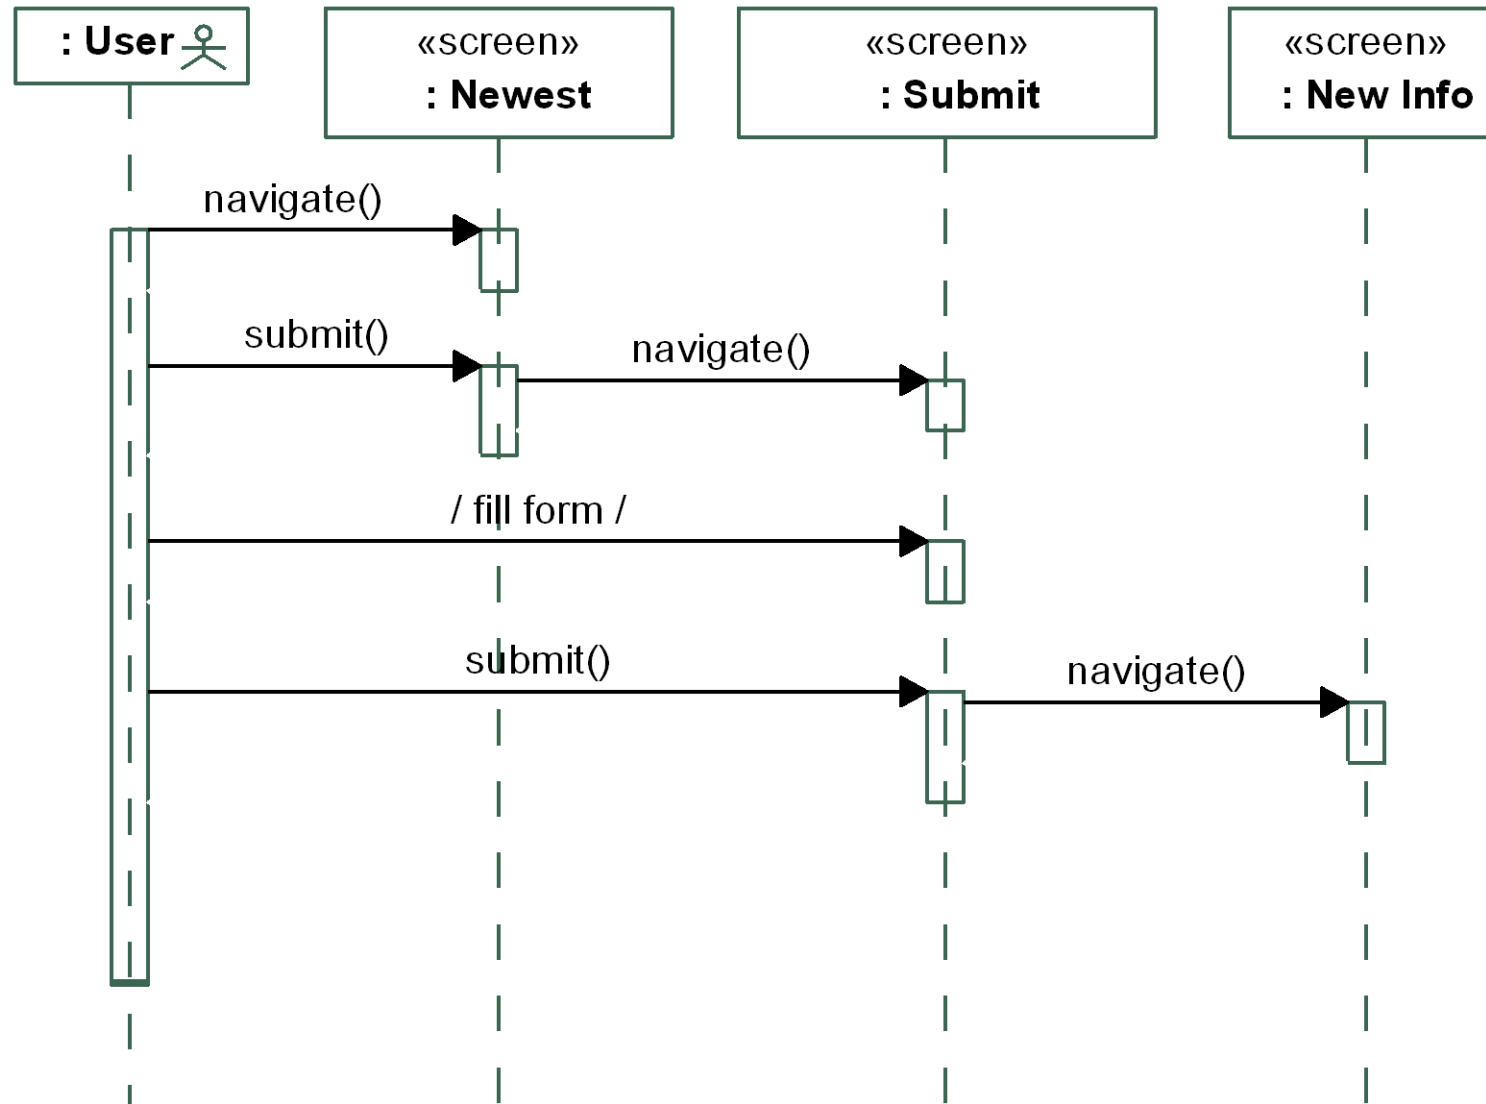 : User
«screen»
: Newest
«screen»
: Submit
«screen»
: New Info
navigate()
submit()
navigate()
/ fill form /
submit()
navigate()